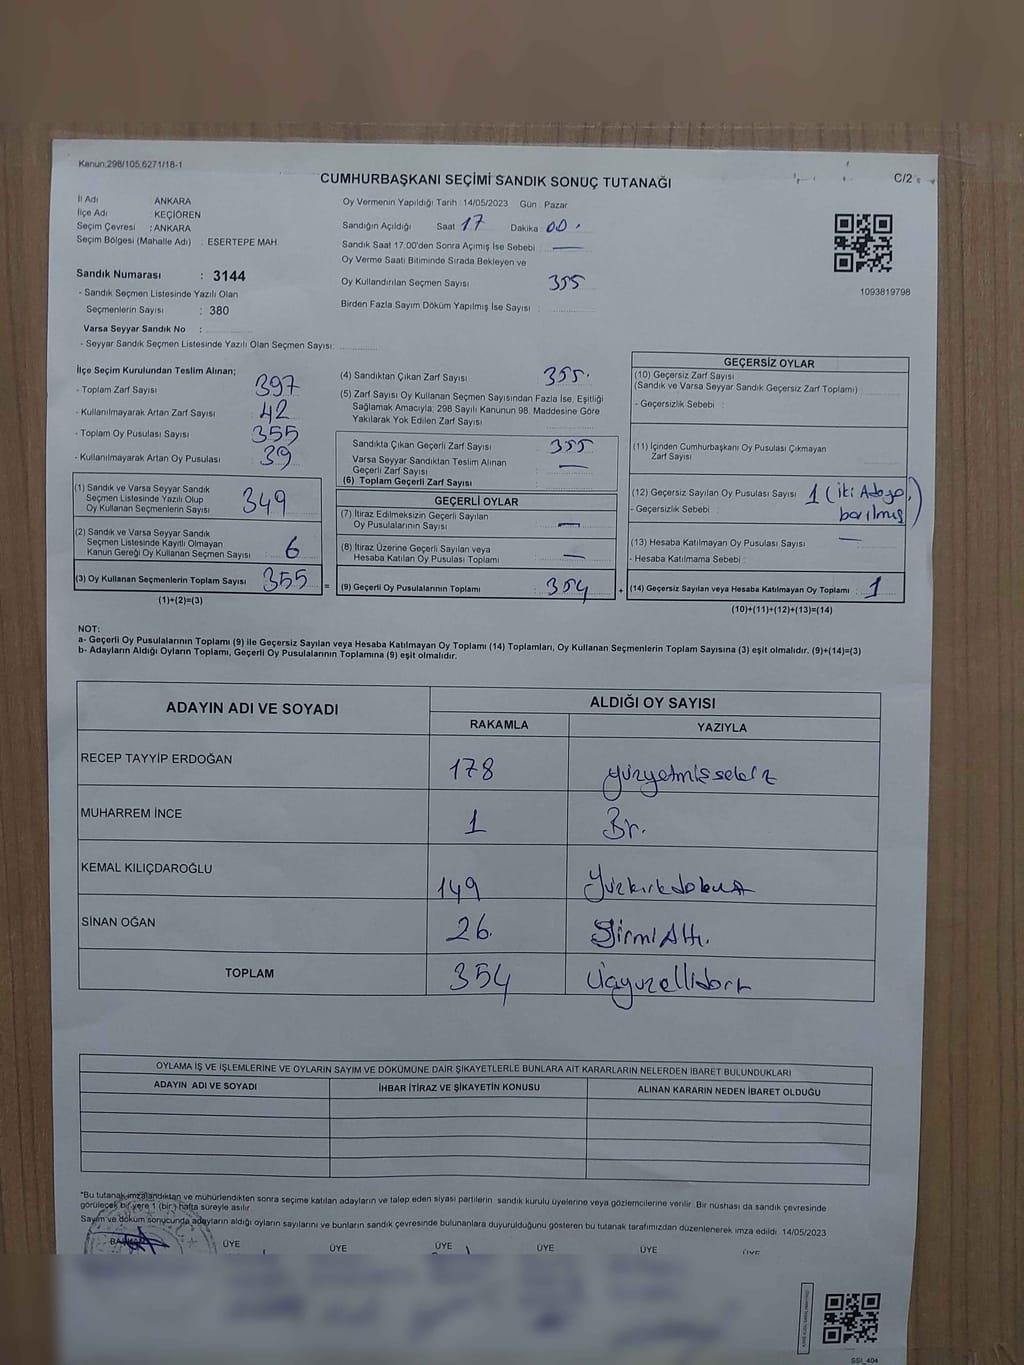 Kanun.298/105,6271/18-1
C/2
CUMHURBAŞKANI SEÇİMİ SANDIK SONUÇ TUTANAĞI
İl Adı ANKARA
İlçe Adı KEÇİÖREN
Seçim Çevresi : ANKARA
Seçim Bölgesi (Mahalle Adı) : ESERTEPE MAH
Sandık Numarası : 3144
- Sandık Seçmen Listesinde Yazılı Olan
Seçmenlerin Sayısı : 380
Varsa Seyyar Sandık No :
- Seyyar Sandık Seçmen Listesinde Yazılı Olan Seçmen Sayısı:
Oy Vermenin Yapıldığı Tarih : 14/05/2023 Gün : Pazar
Sandığın Açıldığı Saat 17 Dakika : 00.
Sandık Saat 17:00'den Sonra Açımış İse Sebebi —
Oy Verme Saati Bitiminde Sırada Bekleyen ve
Oy Kullandırılan Seçmen Sayısı 355
Birden Fazla Sayım Döküm Yapılmış İse Sayısı :
1093819798
İlçe Seçim Kurulundan Teslim Alınan;
- Toplam Zarf Sayısı 397
- Kullanılmayarak Artan Zarf Sayısı 42
- Toplam Oy Pusulası Sayısı 355
- Kullanılmayarak Artan Oy Pusulası 39
(1) Sandık ve Varsa Seyyar Sandık
Seçmen Listesinde Yazılı Olup
Oy Kullanan Seçmenlerin Sayısı 349
(2) Sandık ve Varsa Seyyar Sandık
Seçmen Listesinde Kayıtlı Olmayan
Kanun Gereği Oy Kullanan Seçmen Sayısı 6
(3) Oy Kullanan Seçmenlerin Toplam Sayısı 355 =
(1)+(2)=(3)
(4) Sandıktan Çıkan Zarf Sayısı 355.
(5) Zarf Sayısı Oy Kullanan Seçmen Sayısından Fazla İse, Eşitliği
Sağlamak Amacıyla; 298 Sayılı Kanunun 98. Maddesine Göre
Yakılarak Yok Edilen Zarf Sayısı
Sandıkta Çıkan Geçerli Zarf Sayısı 355
Varsa Seyyar Sandıktan Teslim Alınan
Geçerli Zarf Sayısı —
(6) Toplam Geçerli Zarf Sayısı
GEÇERLİ OYLAR
(7) İtiraz Edilmeksizin Geçerli Sayılan
Oy Pusulalarının Sayısı —
(8) İtiraz Üzerine Geçerli Sayılan veya
Hesaba Katılan Oy Pusulası Toplamı —
(9) Geçerli Oy Pusulalarının Toplamı : 354 +
GEÇERSİZ OYLAR
(10) Geçersiz Zarf Sayısı
(Sandık ve Varsa Seyyar Sandık Geçersiz Zarf Toplamı)
- Geçersizlik Sebebi :
(11) İçinden Cumhurbaşkanı Oy Pusulası Çıkmayan
Zarf Sayısı
(12) Geçersiz Sayılan Oy Pusulası Sayısı 1 (iki Adaya,
- Geçersizlik Sebebi : basılmış)
(13) Hesaba Katılmayan Oy Pusulası Sayısı —
- Hesaba Katılmama Sebebi :
(14) Geçersiz Sayılan veya Hesaba Katılmayan Oy Toplamı : 1
(10)+(11)+(12)+(13)=(14)
NOT:
a- Geçerli Oy Pusulalarının Toplamı (9) ile Geçersiz Sayılan veya Hesaba Katılmayan Oy Toplamı (14) Toplamları, Oy Kullanan Seçmenlerin Toplam Sayısına (3) eşit olmalıdır. (9)+(14)=(3)
b- Adayların Aldığı Oyların Toplamı, Geçerli Oy Pusulalarının Toplamına (9) eşit olmalıdır.
ADAYIN ADI VE SOYADI ALDIĞI OY SAYISI
RAKAMLA YAZIYLA
RECEP TAYYİP ERDOĞAN 178 yüzyetmişsekiz
MUHARREM İNCE 1 Bir.
KEMAL KILIÇDAROĞLU 149 Yüzkırkdokuz
SİNAN OĞAN 26. YirmiAltı.
TOPLAM 354 Üçyüzellidört
OYLAMA İŞ VE İŞLEMLERİNE VE OYLARIN SAYIM VE DÖKÜMÜNE DAİR ŞİKAYETLERLE BUNLARA AİT KARARLARIN NELERDEN İBARET BULUNDUKLARI
ADAYIN ADI VE SOYADI İHBAR İTİRAZ VE ŞİKAYETİN KONUSU ALINAN KARARIN NEDEN İBARET OLDUĞU
*Bu tutanak imzalandıktan ve mühürlendikten sonra seçime katılan adayların ve talep eden siyasi partilerin sandık kurulu üyelerine veya gözlemcilerine verilir. Bir nüshası da sandık çevresinde
görülecek bir yere 1 (bir) hafta süreyle asılır
Sayım ve döküm sonucunda adayların aldığı oyların sayılarını ve bunların sandık çevresinde bulunanlara duyurulduğunu gösteren bu tutanak tarafımızdan düzenlenerek imza edildi 14/05/2023
ÜYE ÜYE ÜYE ÜYE ÜYE ÜYE
SSI_404